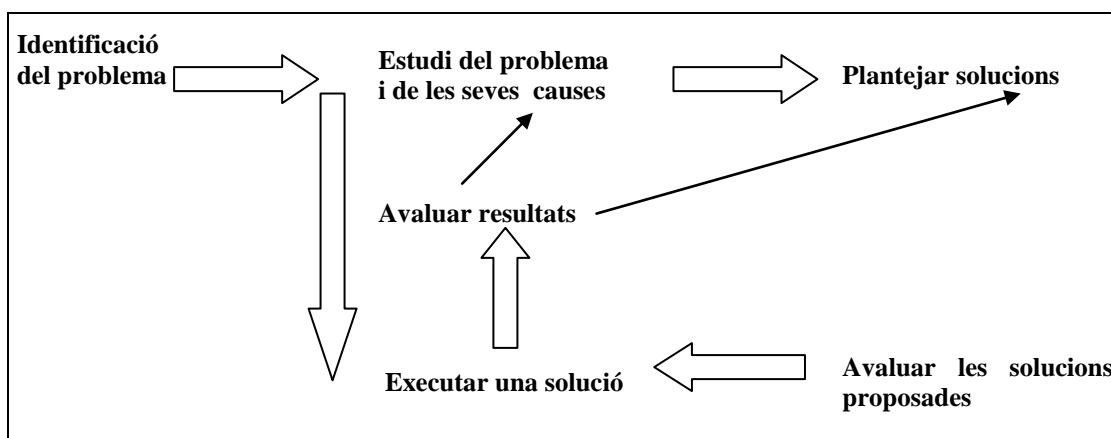 Identificació
del problema
Estudi del problema
i de les seves causes
Plantejar solucions
Avaluar resultats
Executar una solució
Avaluar les solucions
proposades